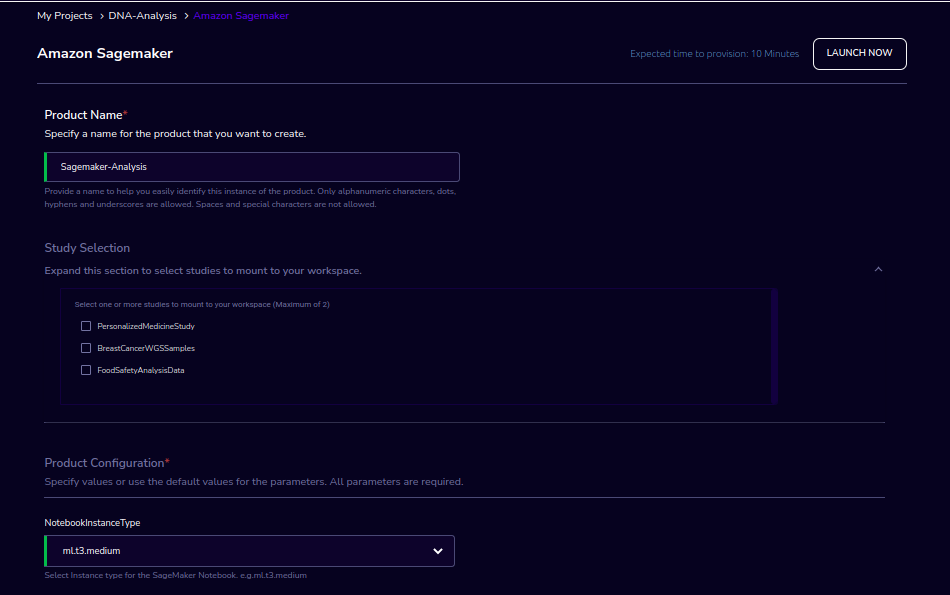 My Projects > DNA-Analysis > Amazon Sagemaker
Amazon Sagemaker
Expected time to provision: 10 Minutes
LAUNCH NOW
Product Name*
Specify a name for the product that you want to create.
Sagemaker-Analysis
Provide a name to help you easily identify this instance of the product. Only alphanumeric characters, dots,
hyphens and underscores are allowed. Spaces and special characters are not allowed.
Study Selection
Expand this section to select studies to mount to your workspace.
Select one or more studies to mount to your workspace (Maximum of 2)
PersonalizedMedicineStudy
BreastCancerWGSSamples
FoodSafetyAnalysisData
Product Configuration*
Specify values or use the default values for the parameters. All parameters are required.
NotebookInstanceType
ml.t3.medium
Select Instance type for the SageMaker Notebook. e.g.ml.t3.medium